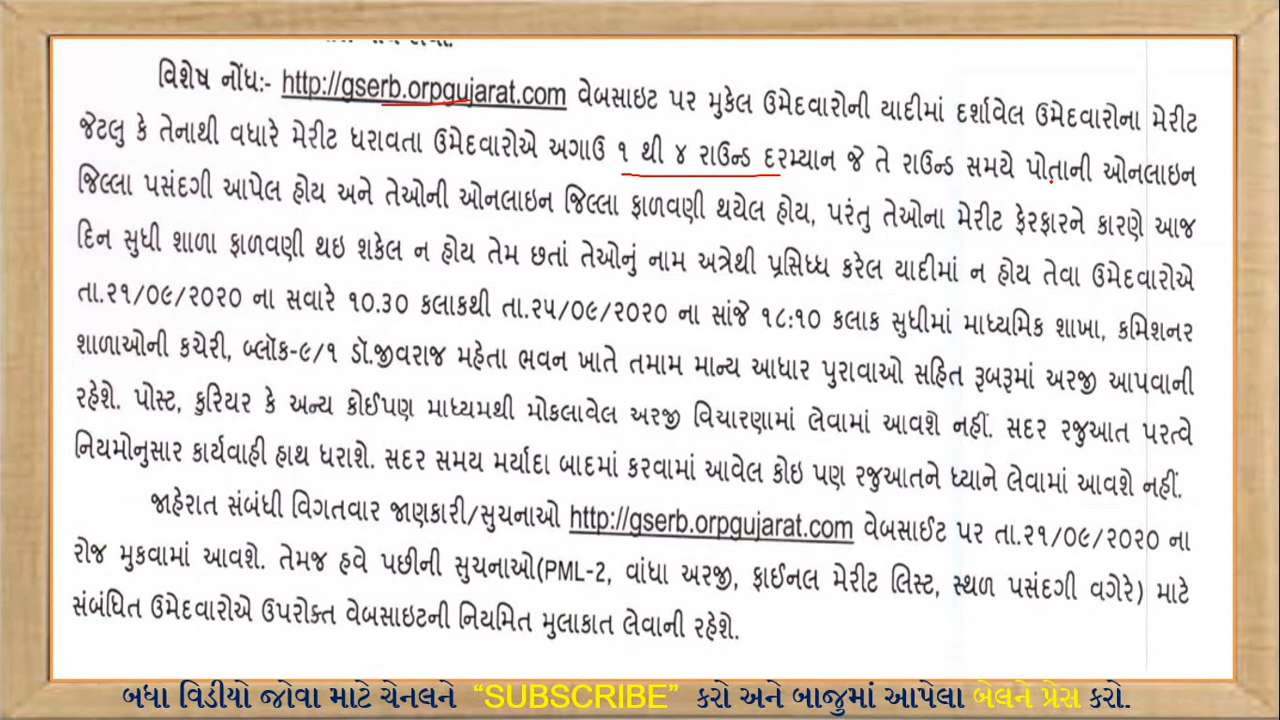 વિશેષ નોંધઃ- http://gserb.orpgujarat.com વેબસાઇટ પર મુકેલ ઉમેદવારોની યાદીમાં દર્શાવેલ ઉમેદવારોના મેરીટ
જેટલુ કે તેનાથી વધારે મેરીટ ધરાવતા ઉમેદવારોએ અગાઉ ૧ થી ૪ રાઉન્ડ દરમ્યાન જે તે રાઉન્ડ સમયે પોતાની ઓનલાઇન
જિલ્લા પસંદગી આપેલ હોય અને તેઓની ઓનલાઇન જિલ્લા ફાળવણી થયેલ હોય, પરંતુ તેઓના મેરીટ ફેરફારને કારણે આજ
દિન સુધી શાળા ફાળવણી થઇ શકેલ ન હોય તેમ છતાં તેઓનું નામ અત્રેથી પ્રસિધ્ધ કરેલ યાદીમાં ન હોય તેવા ઉમેદવારોએ
તા.૨૧/૦૯/૨૦૨૦ ના સવારે ૧૦.૩૦ કલાકથી તા.૨૫/૦૯/૨૦૨૦ ના સાંજે ૧૮:૧૦ કલાક સુધીમાં માધ્યમિક શાખા, કમિશનર
શાળાઓની કચેરી, બ્લૉક-૯/૧ ડૉ.જીવરાજ મહેતા ભવન ખાતે તમામ માન્ય આધાર પુરાવાઓ સહિત રૂબરૂમાં અરજી આપવાની
રહેશે. પોસ્ટ, કુરિયર કે અન્ય કોઈપણ માધ્યમથી મોકલાવેલ અરજી વિચારણામાં લેવામાં આવશે નહીં. સદર રજુઆત પરત્વે
નિયમોનુસાર કાર્યવાહી હાથ ધરાશે. સદર સમય મર્યાદા બાદમાં કરવામાં આવેલ કોઇ પણ રજુઆતને ધ્યાને લેવામાં આવશે નહીં.
જાહેરાત સંબંધી વિગતવાર જાણકારી/સુચનાઓ http://gserb.orpgujarat.com વેબસાઈટ પર તા.૨૧/૦૯/૨૦૨૦ ના
રોજ મુકવામાં આવશે. તેમજ હવે પછીની સુચનાઓ(PML-2, વાંધા અરજી, ફાઈનલ મેરીટ લિસ્ટ, સ્થળ પસંદગી વગેરે) માટે
સંબંધિત ઉમેદવારોએ ઉપરોક્ત વેબસાઇટની નિયમિત મુલાકાત લેવાની રહેશે.
બધા વિડીયો જોવા માટે ચેનલને “SUBSCRIBE” કરો અને બાજુમાં આપેલા બેલને પ્રેસ કરો.